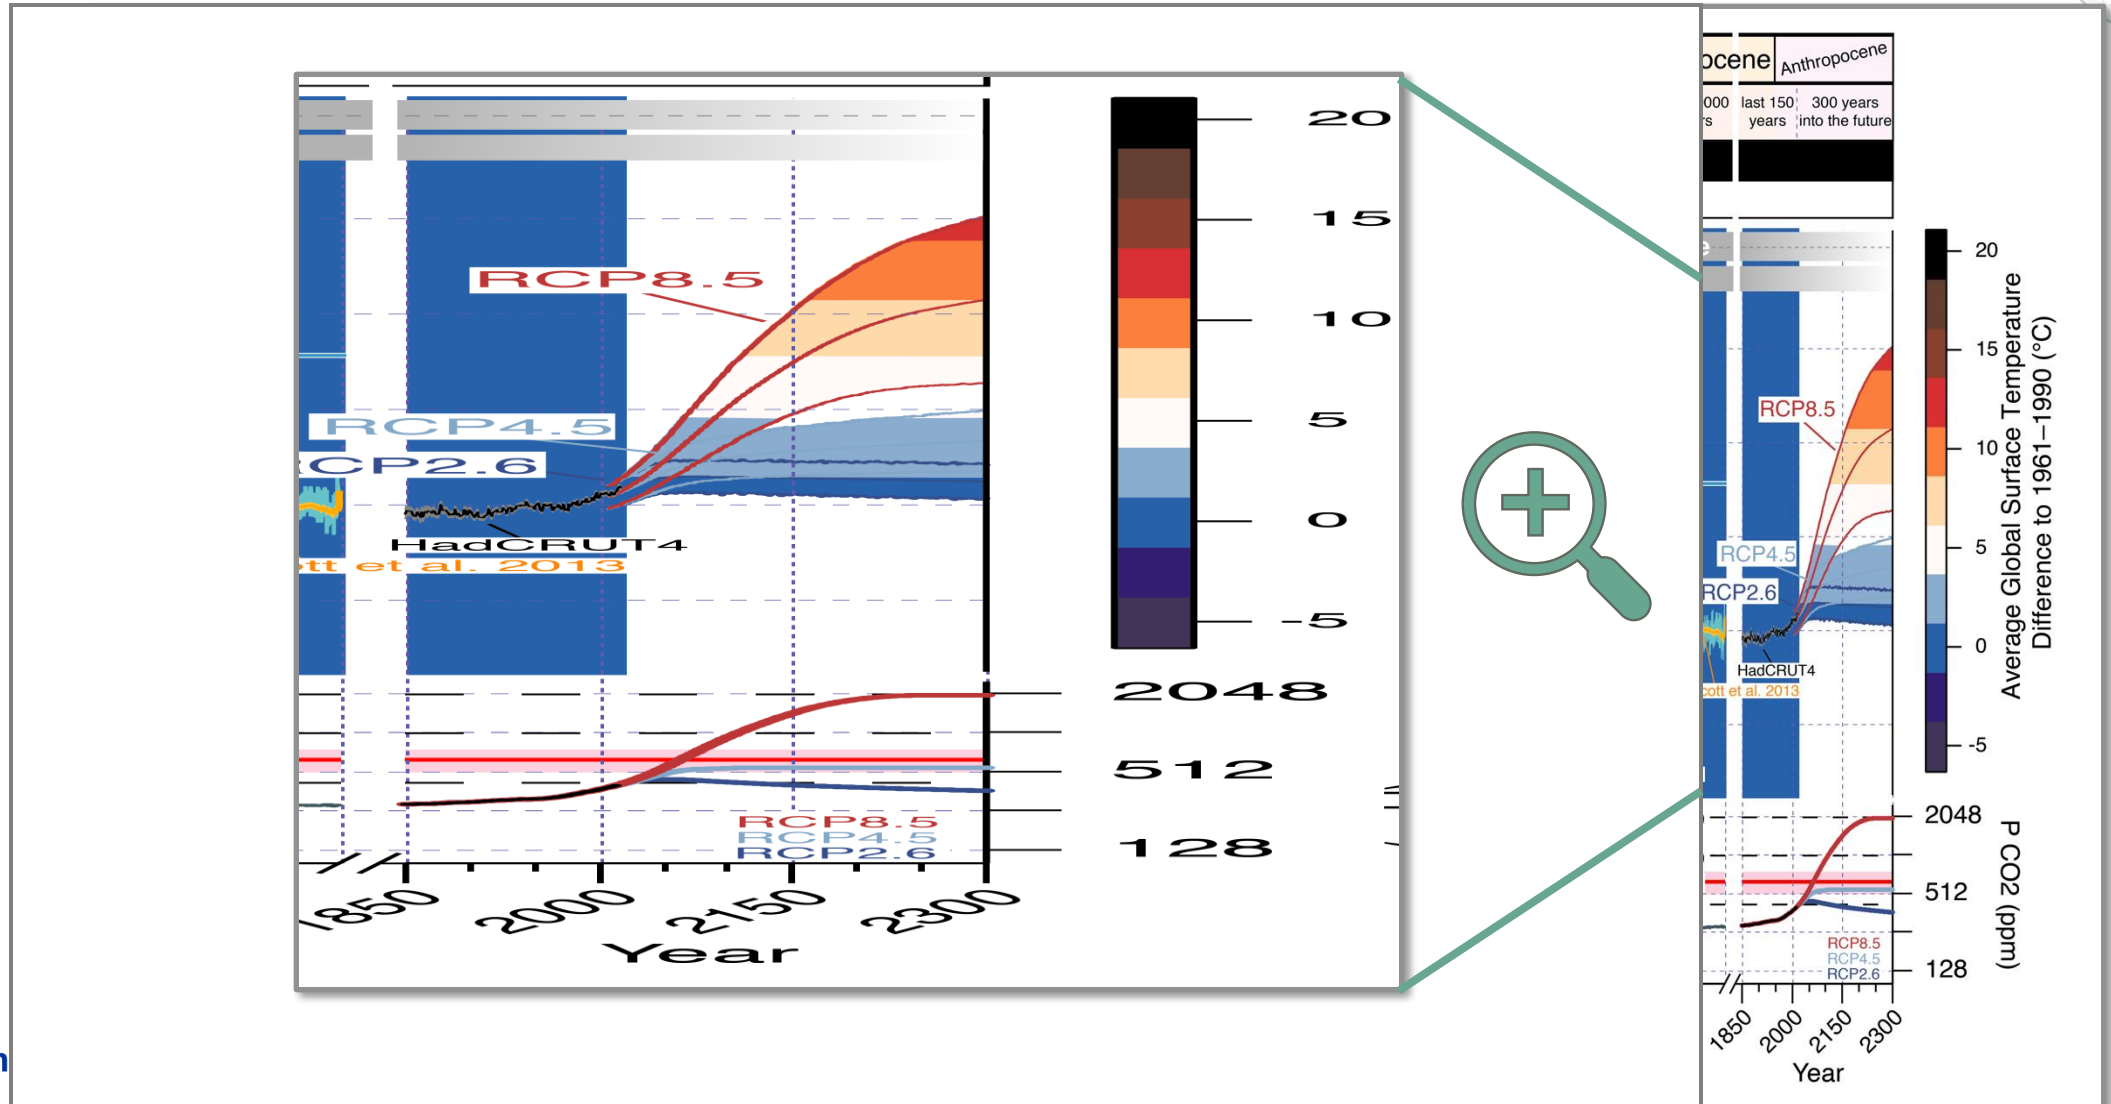 RCP8.5
RCP4.5
CP2.6
HadCRUT4
tt et al. 2013
20
15
10
5
0
-5
2048
512
128
RCP8.5
RCP4.5
RCP2.6
1850
2000
2150
2300
Year
ocene
Anthropocene
000
last 150
300 years
rs
years
into the future
e
20
15
10
5
0
-5
Average Global Surface Temperature
Difference to 1961–1990 (°C)
RCP8.5
RCP4.5
RCP2.6
HadCRUT4
cott et al. 2013
2048
512
128
P CO2 (ppm)
RCP8.5
RCP4.5
RCP2.6
1850
2000
2150
2300
Year
n